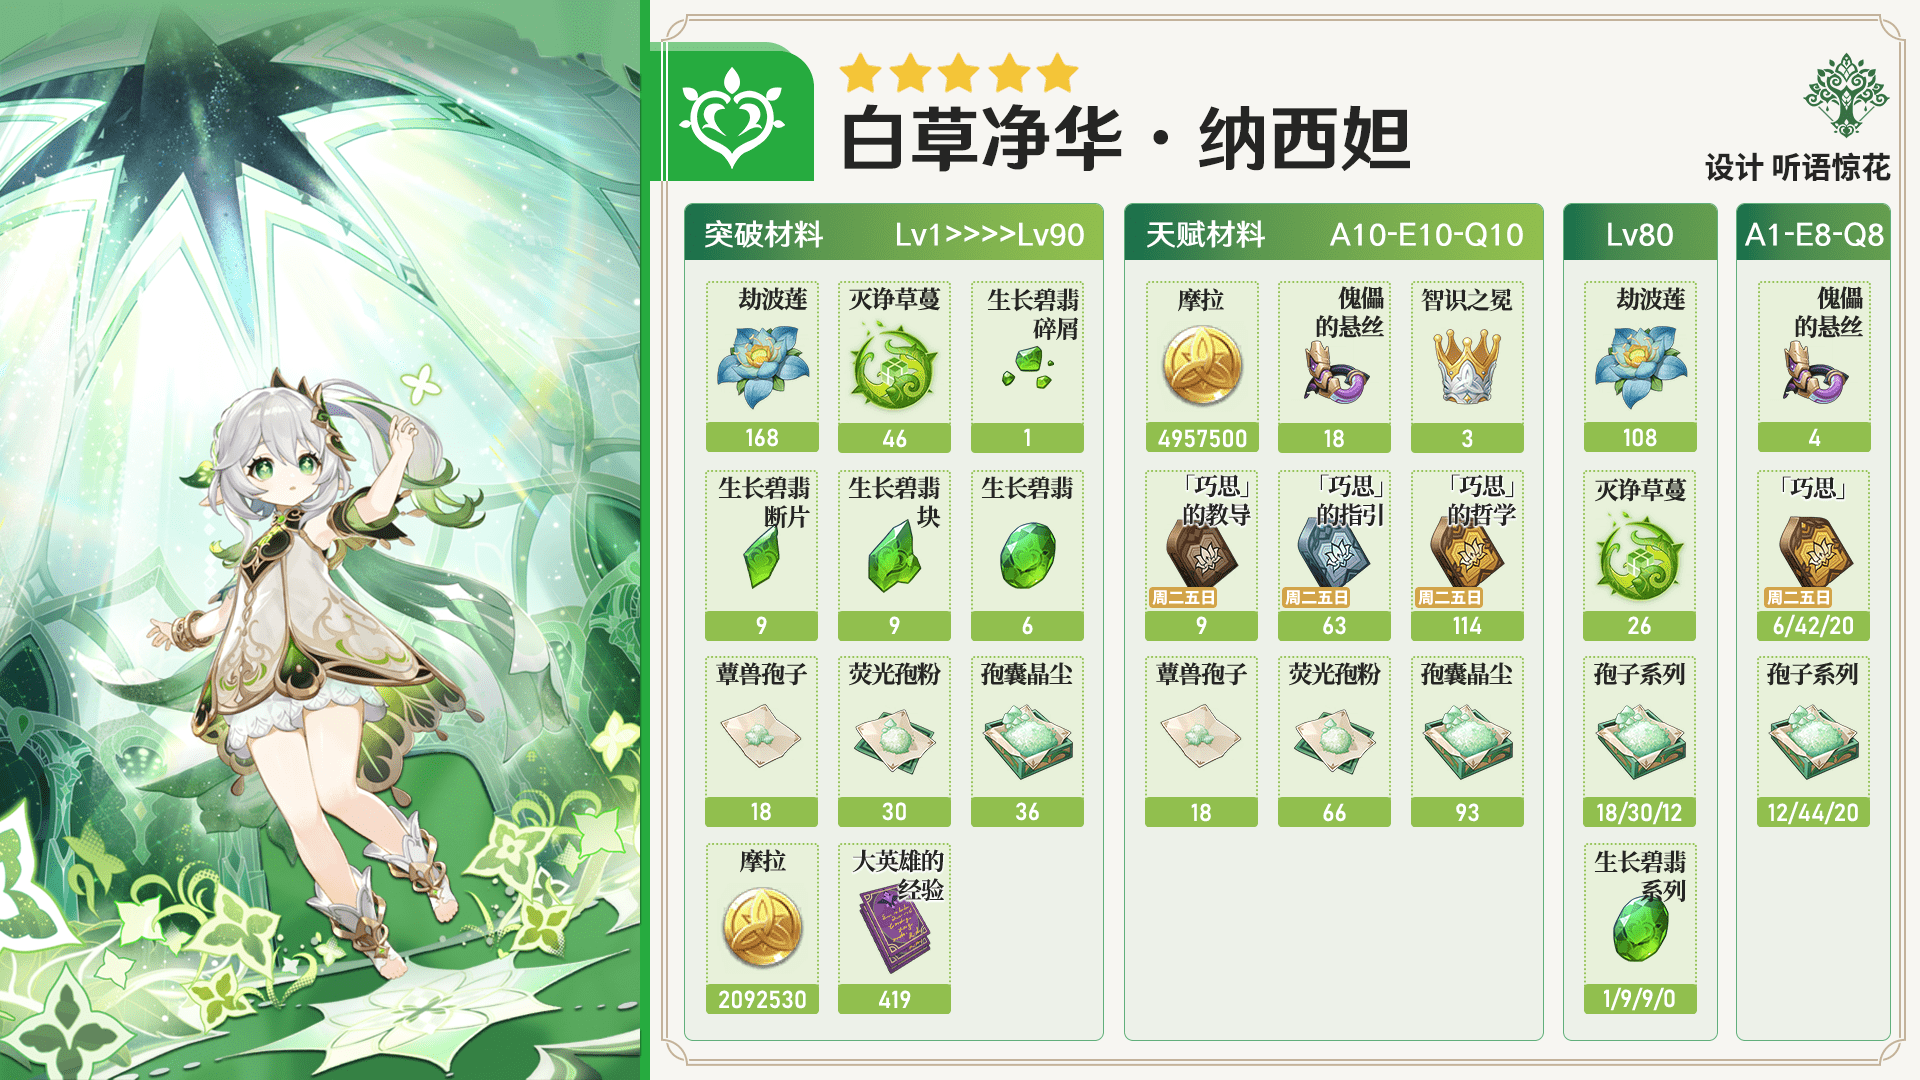 白草净华·纳西妲
设计 听语惊花
突破材料 Lv1>>>>Lv90
劫波莲
168
灭诤草蔓
46
生长碧翡
碎屑
1
生长碧翡
断片
9
生长碧翡
块
9
生长碧翡
6
蕈兽孢子
18
荧光孢粉
30
孢囊晶尘
36
摩拉
2092530
大英雄的
经验
419
天赋材料 A10-E10-Q10
摩拉
4957500
傀儡
的悬丝
18
智识之冕
3
「巧思」
的教导
周二五日
9
「巧思」
的指引
周二五日
63
「巧思」
的哲学
周二五日
114
蕈兽孢子
18
荧光孢粉
66
孢囊晶尘
93
Lv80
劫波莲
108
灭诤草蔓
26
孢子系列
18/30/12
生长碧翡
系列
1/9/9/0
A1-E8-Q8
傀儡
的悬丝
4
「巧思」
周二五日
6/42/20
孢子系列
12/44/20